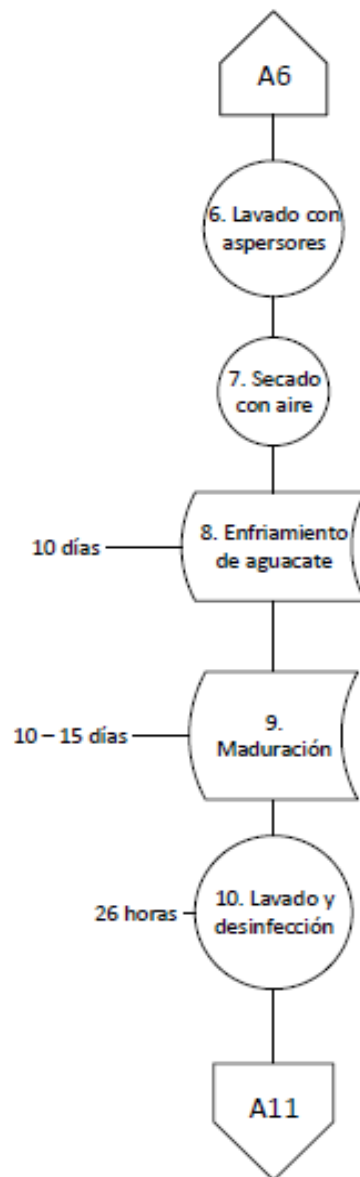 A6
6. Lavado con
aspersores
7. Secado
con aire
10 días
8. Enfriamiento
de aguacate
10 – 15 días
9.
Maduración
26 horas
10. Lavado y
desinfección
A11